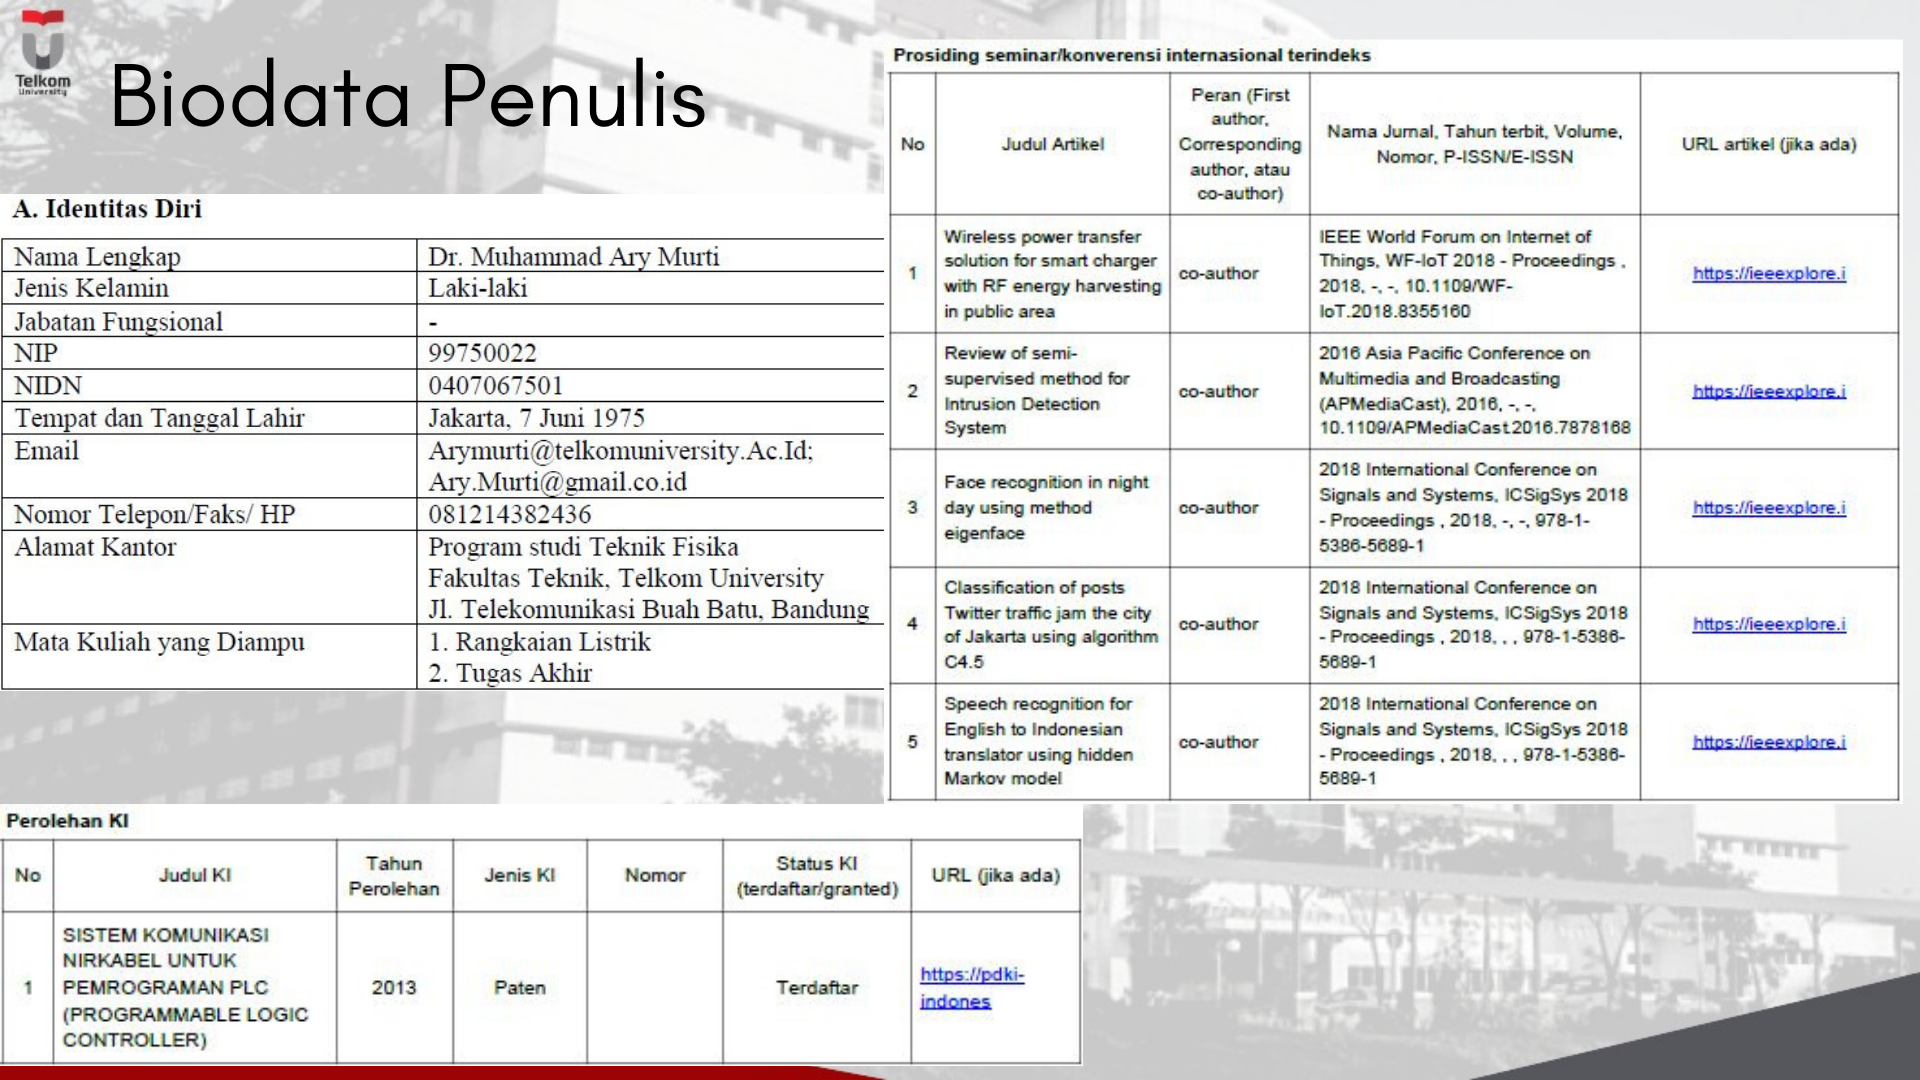 Telkom
University
Biodata Penulis
A. Identitas Diri
Nama Lengkap
Dr. Muhammad Ary Murti
Jenis Kelamin
Laki-laki
Jabatan Fungsional
-
NIP
99750022
NIDN
0407067501
Tempat dan Tanggal Lahir
Jakarta, 7 Juni 1975
Email
Arymurti@telkomuniversity.Ac.Id;
Ary.Murti@gmail.co.id
Nomor Telepon/Faks/ HP
081214382436
Alamat Kantor
Program studi Teknik Fisika
Fakultas Teknik, Telkom University
Jl. Telekomunikasi Buah Batu, Bandung
Mata Kuliah yang Diampu
1. Rangkaian Listrik
2. Tugas Akhir
Prosiding seminar/konverensi internasional terindeks
No
Judul Artikel
Peran (First
author,
Corresponding
author, atau
co-author)
Nama Jurnal, Tahun terbit, Volume,
Nomor, P-ISSN/E-ISSN
URL artikel (jika ada)
1
Wireless power transfer
solution for smart charger
with RF energy harvesting
in public area
co-author
IEEE World Forum on Internet of
Things, WF-IoT 2018 - Proceedings ,
2018, -, -, 10.1109/WF-
IoT.2018.8355160
https://ieeexplore.i
2
Review of semi-
supervised method for
Intrusion Detection
System
co-author
2016 Asia Pacific Conference on
Multimedia and Broadcasting
(APMediaCast), 2016, -, -,
10.1109/APMediaCast.2016.7878168
https://ieeexplore.i
3
Face recognition in night
day using method
eigenface
co-author
2018 International Conference on
Signals and Systems, ICSigSys 2018
- Proceedings , 2018, -, -, 978-1-
5386-5689-1
https://ieeexplore.i
4
Classification of posts
Twitter traffic jam the city
of Jakarta using algorithm
C4.5
co-author
2018 International Conference on
Signals and Systems, ICSigSys 2018
- Proceedings , 2018, , , 978-1-5386-
5689-1
https://ieeexplore.i
5
Speech recognition for
English to Indonesian
translator using hidden
Markov model
co-author
2018 International Conference on
Signals and Systems, ICSigSys 2018
- Proceedings , 2018, , , 978-1-5386-
5689-1
https://ieeexplore.i
Perolehan KI
No
Judul KI
Tahun
Perolehan
Jenis KI
Nomor
Status KI
(terdaftar/granted)
URL (jika ada)
1
SISTEM KOMUNIKASI
NIRKABEL UNTUK
PEMROGRAMAN PLC
(PROGRAMMABLE LOGIC
CONTROLLER)
2013
Paten
Terdaftar
https://pdki-
indones